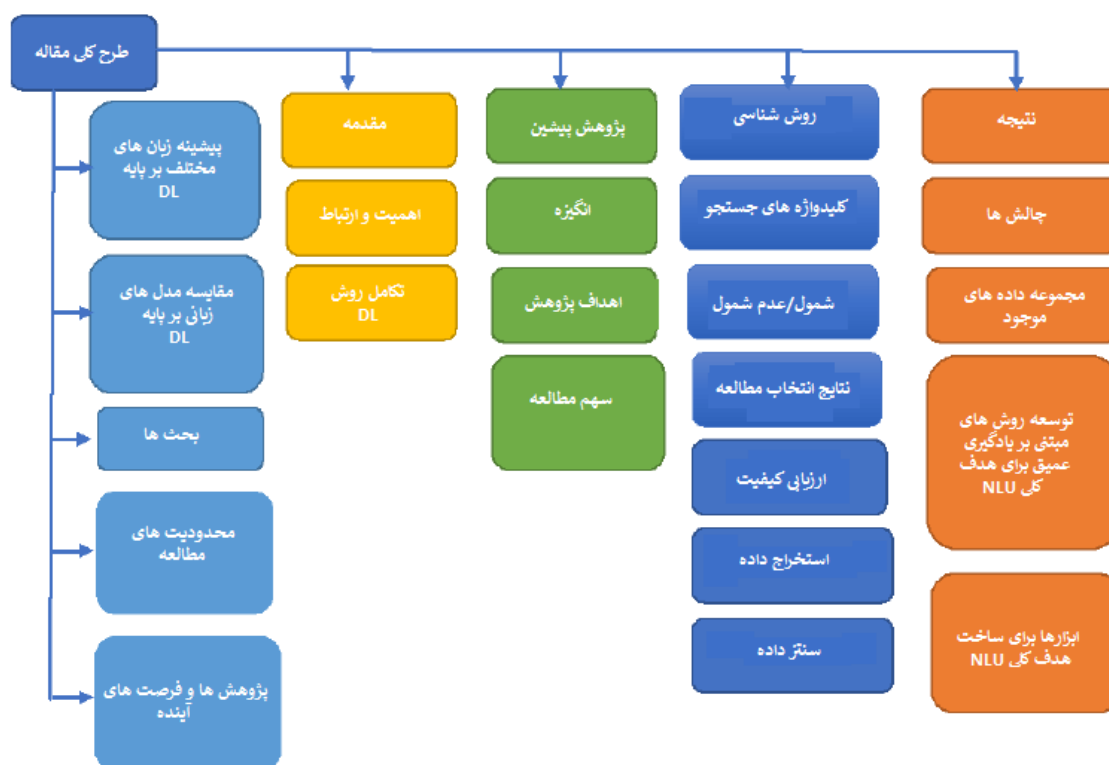 طرح کلی مقاله
پیشینه زبان های
مختلف بر پایه
DL
مقایسه مدل های
زبانی بر پایه
DL
بحث ها
محدودیت های
مطالعه
پژوهش ها و فرصت های
آینده
مقدمه
اهمیت و ارتباط
تکامل روش
DL
پژوهش پیشین
انگیزه
اهداف پژوهش
سهم مطالعه
روش شناسی
کلیدواژه های جستجو
شمول/عدم شمول
نتایج انتخاب مطالعه
ارزیابی کیفیت
استخراج داده
سنتز داده
نتیجه
چالش ها
مجموعه داده های
موجود
توسعه روش های
مبتنی بر یادگیری
عمیق برای هدف
کلی NLU
ابزارها برای ساخت
هدف کلی NLU